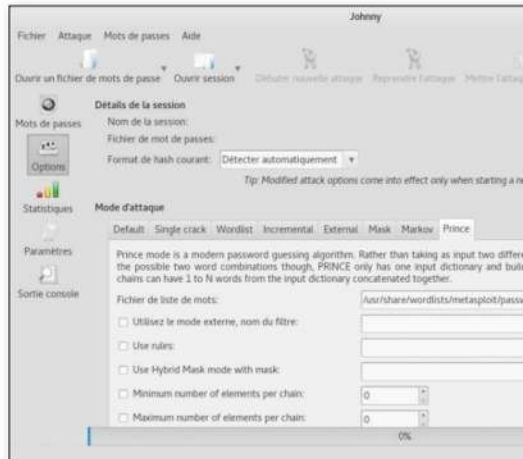 Johnny
Fichier Attaque Mots de passes Aide
Ouvrir un fichier de mots de passe Ouvrir session Débuter nouvelle attaque Reprendre l'attaque Mettre l'attaq
Mots de passes
Options
Statistiques
Paramètres
Sortie console
Détails de la session
Nom de la session:
Fichier de mot de passes:
Format de hash courant: Détecter automatiquement
Tip: Modified attack options come into effect only when starting a ne
Mode d'attaque
Default Single crack Wordlist Incremental External Mask Markov Prince
Prince mode is a modern password guessing algorithm. Rather than taking as input two differe
the possible two word combinations though, PRINCE only has one input dictionary and build
chains can have 1 to N words from the input dictionary concatenated together.
Fichier de liste de mots: /usr/share/wordlists/metasploit/passw
Utilisez le mode externe, nom du filtre:
Use rules:
Use Hybrid Mask mode with mask:
Minimum number of elements per chain: 0
Maximum number of elements per chain: 0
0%